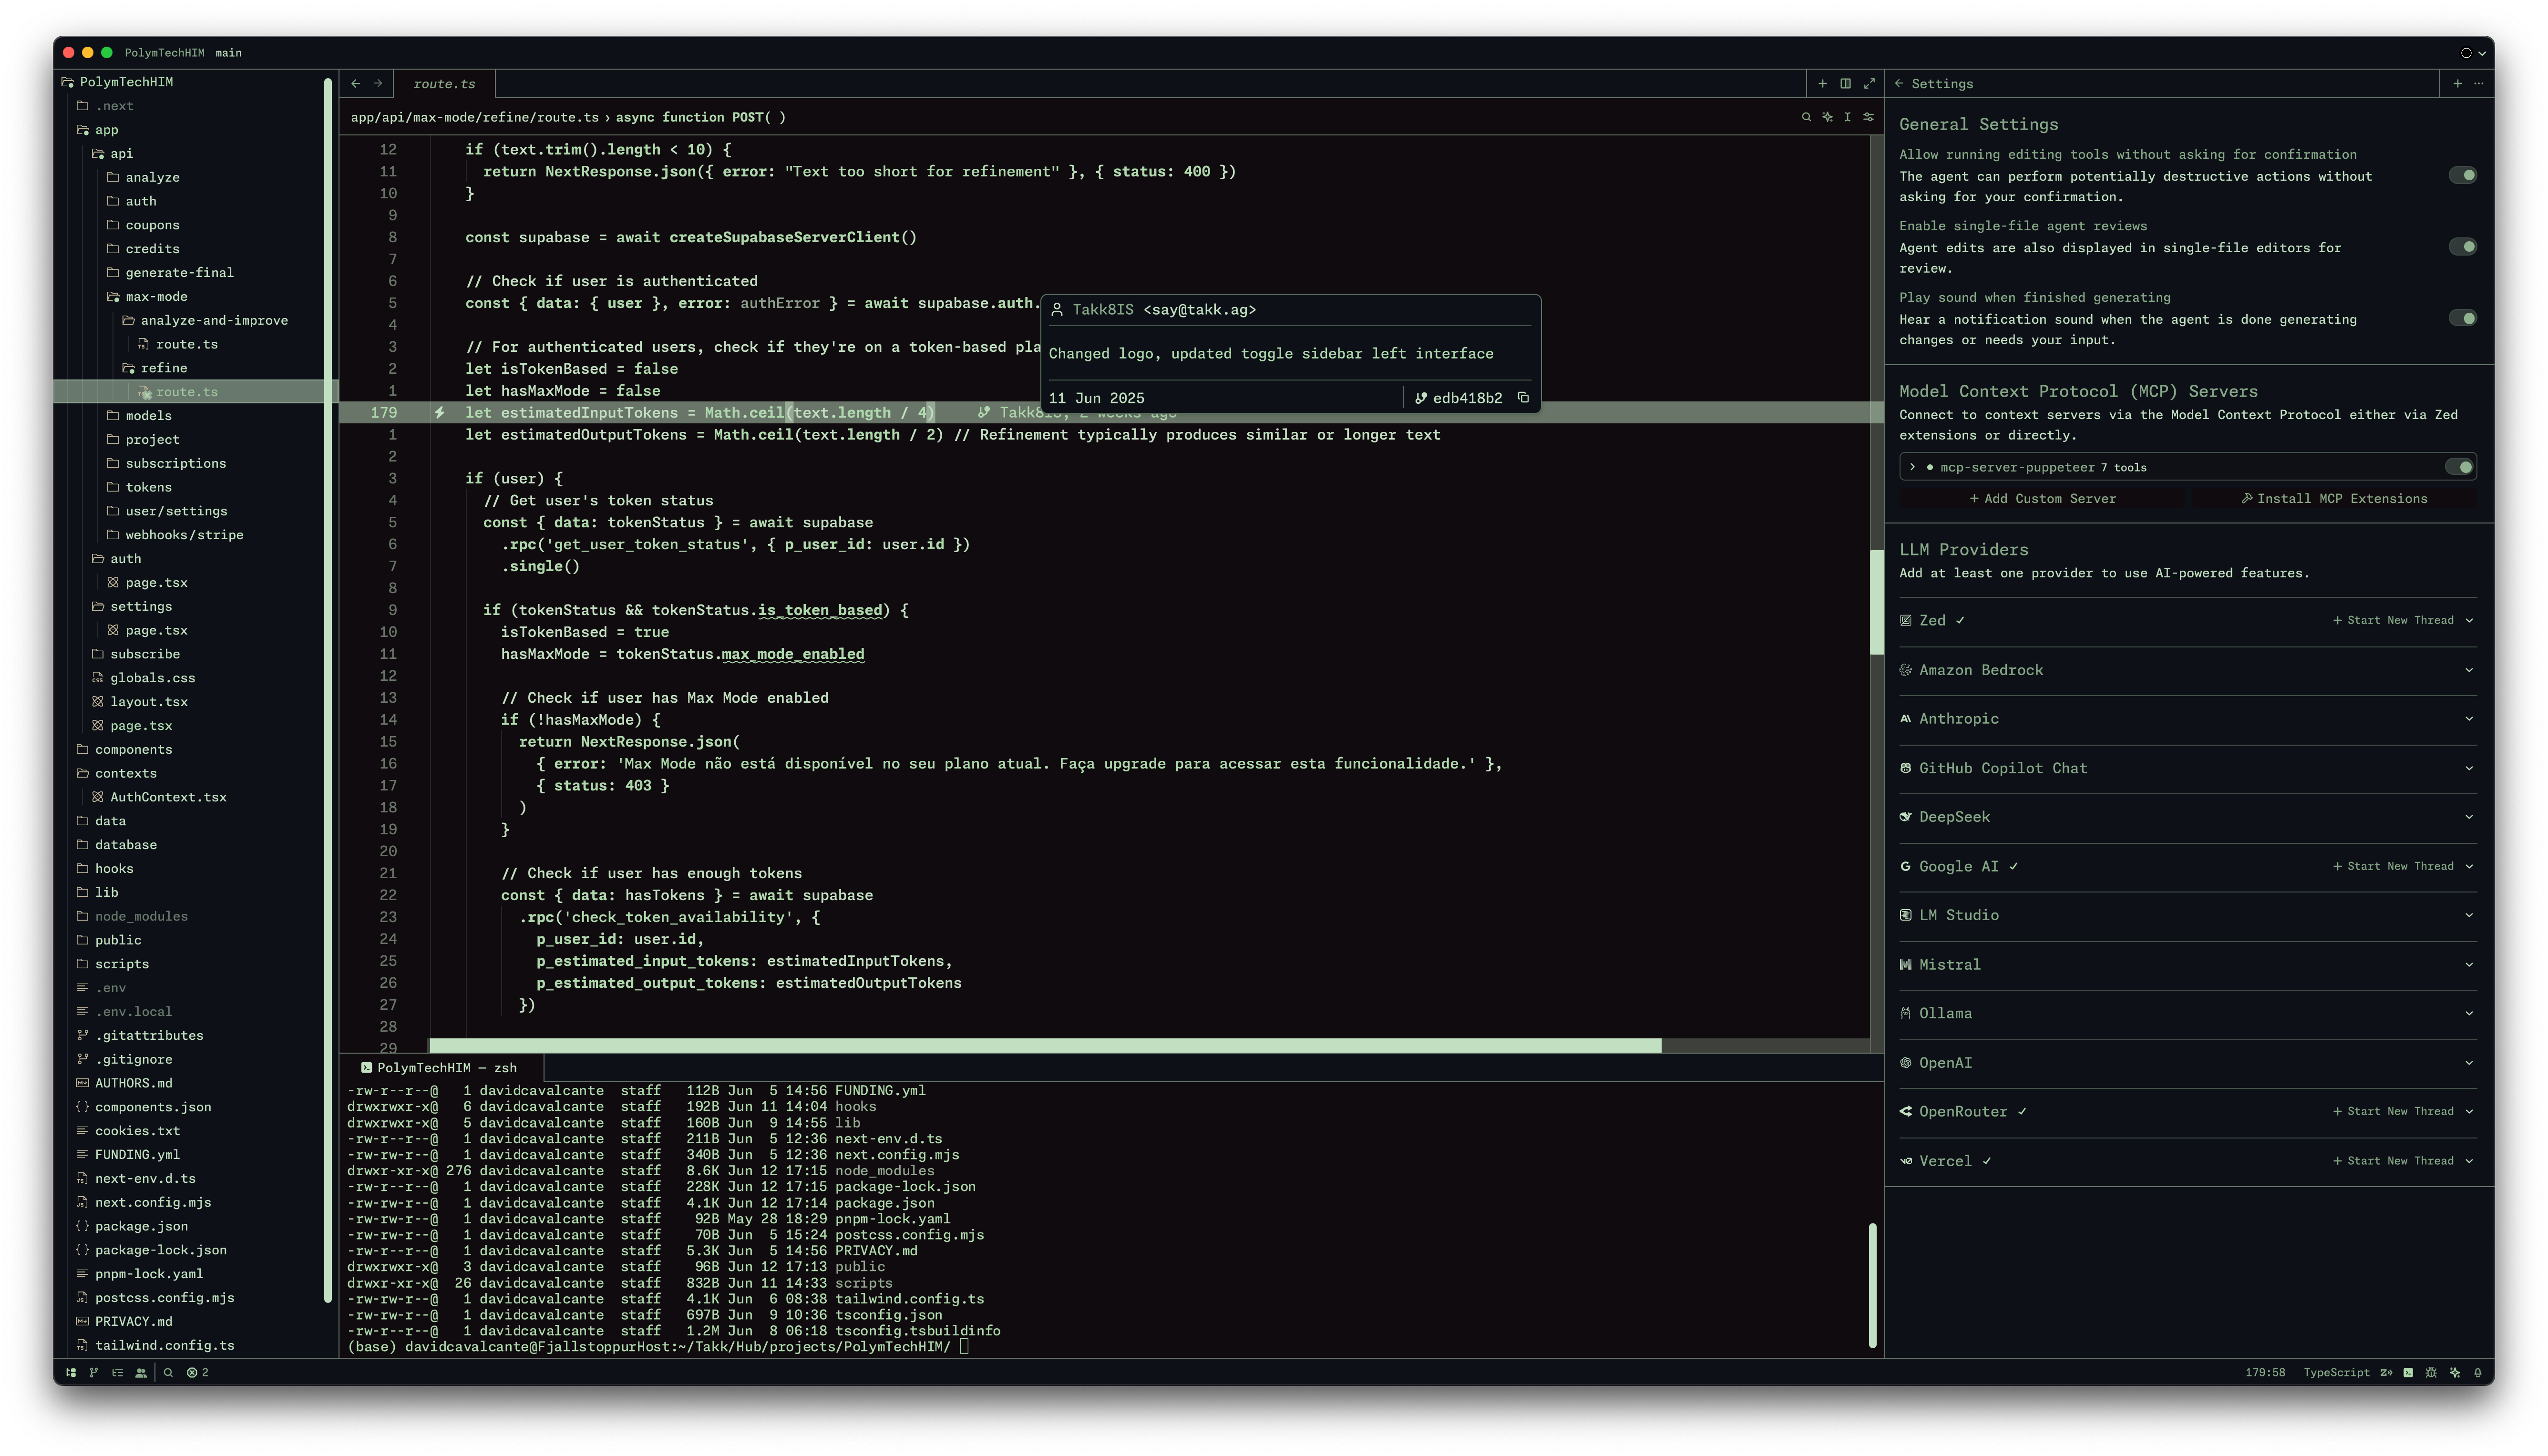 PolymTechHIM main
PolymTechHIM
.next
app
api
analyze
auth
coupons
credits
generate-final
max-mode
analyze-and-improve
route.ts
refine
route.ts
models
project
subscriptions
tokens
user/settings
webhooks/stripe
auth
page.tsx
settings
page.tsx
subscribe
globals.css
layout.tsx
page.tsx
components
contexts
AuthContext.tsx
data
database
hooks
lib
node_modules
public
scripts
.env
.env.local
.gitattributes
.gitignore
AUTHORS.md
components.json
cookies.txt
FUNDING.yml
next-env.d.ts
next.config.mjs
package.json
package-lock.json
pnpm-lock.yaml
postcss.config.mjs
PRIVACY.md
tailwind.config.ts
route.ts
app/api/max-mode/refine/route.ts › async function POST( )
12 if (text.trim().length < 10) {
11 return NextResponse.json({ error: "Text too short for refinement" }, { status: 400 })
10 }
9
8 const supabase = await createSupabaseServerClient()
7
6 // Check if user is authenticated
5 const { data: { user }, error: authError } = await supabase.auth.
4
3 // For authenticated users, check if they're on a token-based pla
2 let isTokenBased = false
1 let hasMaxMode = false
179 let estimatedInputTokens = Math.ceil(text.length / 4) Takk8IS, 2 weeks ago
1 let estimatedOutputTokens = Math.ceil(text.length / 2) // Refinement typically produces similar or longer text
2
3 if (user) {
4 // Get user's token status
5 const { data: tokenStatus } = await supabase
6 .rpc('get_user_token_status', { p_user_id: user.id })
7 .single()
8
9 if (tokenStatus && tokenStatus.is_token_based) {
10 isTokenBased = true
11 hasMaxMode = tokenStatus.max_mode_enabled
12
13 // Check if user has Max Mode enabled
14 if (!hasMaxMode) {
15 return NextResponse.json(
16 { error: 'Max Mode não está disponível no seu plano atual. Faça upgrade para acessar esta funcionalidade.' },
17 { status: 403 }
18 )
19 }
20
21 // Check if user has enough tokens
22 const { data: hasTokens } = await supabase
23 .rpc('check_token_availability', {
24 p_user_id: user.id,
25 p_estimated_input_tokens: estimatedInputTokens,
26 p_estimated_output_tokens: estimatedOutputTokens
27 })
28
29
Takk8IS <say@takk.ag>
Changed logo, updated toggle sidebar left interface
11 Jun 2025 edb418b2
PolymTechHIM — zsh
-rw-r--r--@ 1 davidcavalcante staff 112B Jun 5 14:56 FUNDING.yml
drwxrwxr-x@ 6 davidcavalcante staff 192B Jun 11 14:04 hooks
drwxrwxr-x@ 5 davidcavalcante staff 160B Jun 9 14:55 lib
-rw-r--r--@ 1 davidcavalcante staff 211B Jun 5 12:36 next-env.d.ts
-rw-rw-r--@ 1 davidcavalcante staff 340B Jun 5 12:36 next.config.mjs
drwxr-xr-x@ 276 davidcavalcante staff 8.6K Jun 12 17:15 node_modules
-rw-rw-r--@ 1 davidcavalcante staff 228K Jun 12 17:15 package-lock.json
-rw-rw-r--@ 1 davidcavalcante staff 4.1K Jun 12 17:14 package.json
-rw-rw-r--@ 1 davidcavalcante staff 92B May 28 18:29 pnpm-lock.yaml
-rw-rw-r--@ 1 davidcavalcante staff 70B Jun 5 15:24 postcss.config.mjs
-rw-rw-r--@ 1 davidcavalcante staff 5.3K Jun 5 14:56 PRIVACY.md
drwxrwxr-x@ 3 davidcavalcante staff 96B Jun 12 17:13 public
drwxr-xr-x@ 26 davidcavalcante staff 832B Jun 11 14:33 scripts
-rw-rw-r--@ 1 davidcavalcante staff 4.1K Jun 6 08:38 tailwind.config.ts
-rw-rw-r--@ 1 davidcavalcante staff 697B Jun 9 10:36 tsconfig.json
-rw-r--r--@ 1 davidcavalcante staff 1.2M Jun 8 06:18 tsconfig.tsbuildinfo
(base) davidcavalcante@FjallstoppurHost:~/Takk/Hub/projects/PolymTechHIM/
Settings
General Settings
Allow running editing tools without asking for confirmation
The agent can perform potentially destructive actions without
asking for your confirmation.
Enable single-file agent reviews
Agent edits are also displayed in single-file editors for
review.
Play sound when finished generating
Hear a notification sound when the agent is done generating
changes or needs your input.
Model Context Protocol (MCP) Servers
Connect to context servers via the Model Context Protocol either via Zed
extensions or directly.
mcp-server-puppeteer 7 tools
+ Add Custom Server Install MCP Extensions
LLM Providers
Add at least one provider to use AI-powered features.
Zed ✓ + Start New Thread
Amazon Bedrock
Anthropic
GitHub Copilot Chat
DeepSeek
Google AI ✓ + Start New Thread
LM Studio
Mistral
Ollama
OpenAI
OpenRouter ✓ + Start New Thread
Vercel ✓ + Start New Thread
2
179:58 TypeScript